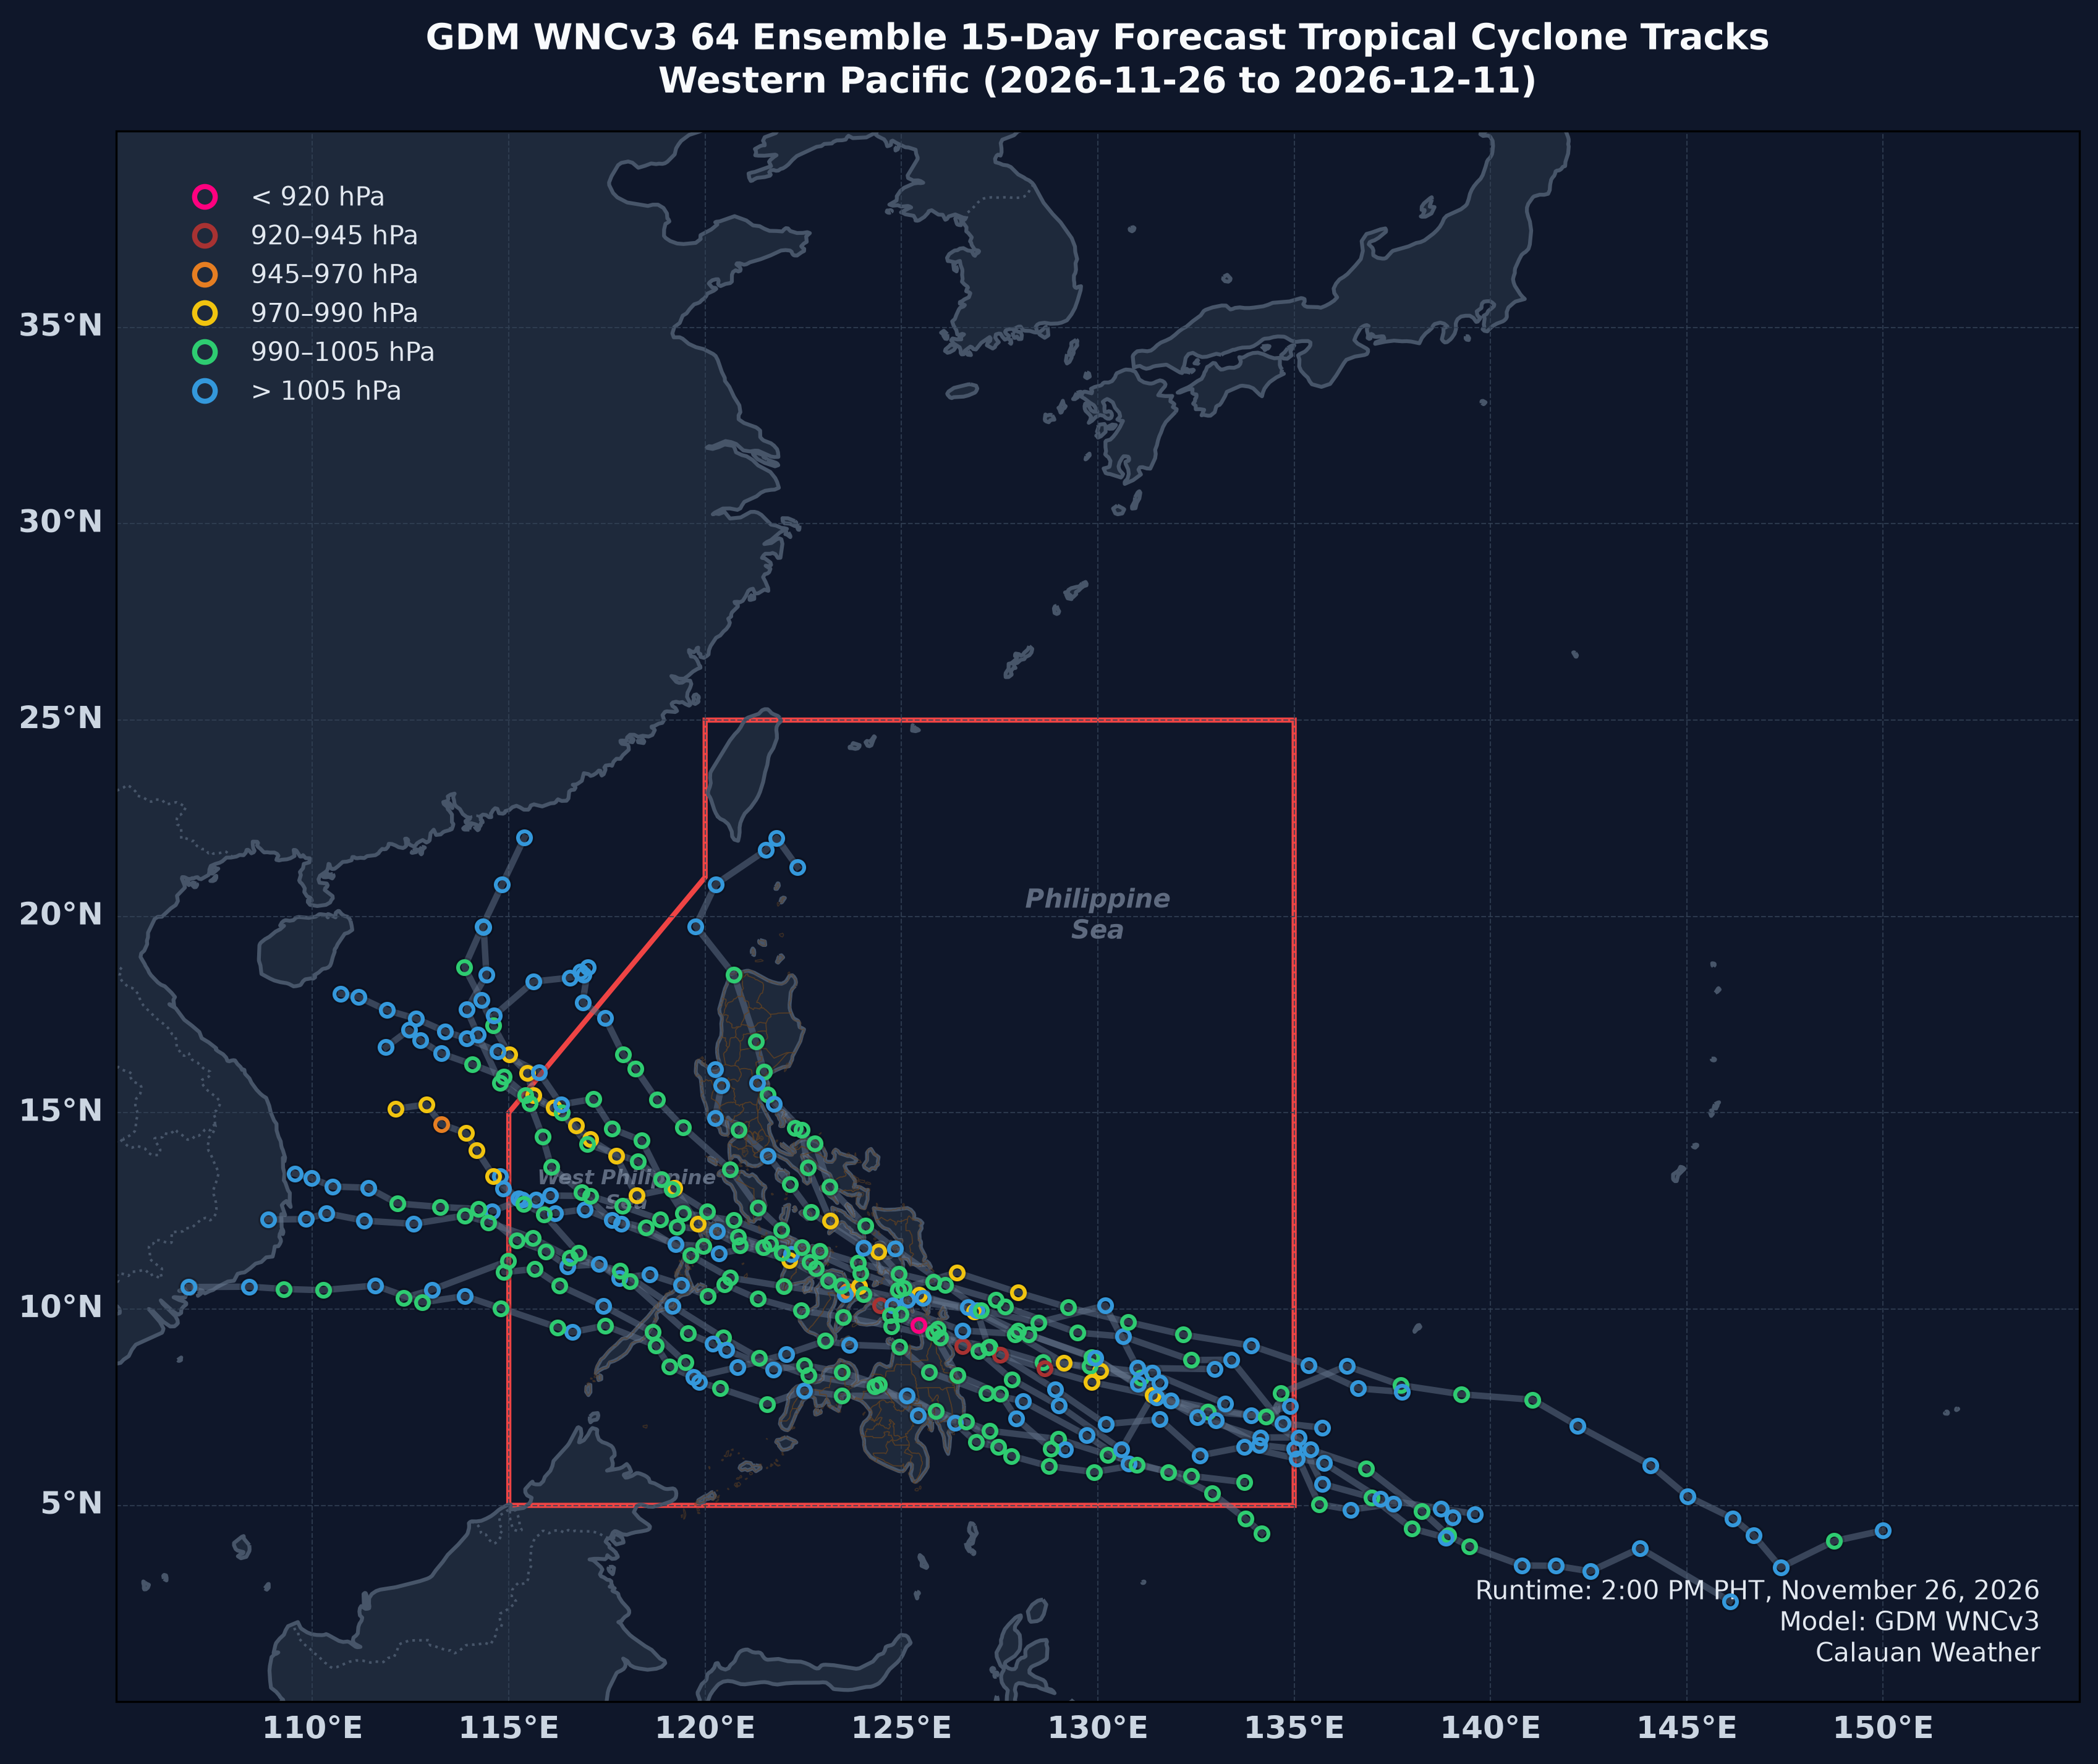 GDM WNCv3 64 Ensemble 15-Day Forecast Tropical Cyclone Tracks
Western Pacific (2026-11-26 to 2026-12-11)
< 920 hPa
920–945 hPa
945–970 hPa
970–990 hPa
990–1005 hPa
> 1005 hPa
35°N
30°N
25°N
20°N
15°N
10°N
5°N
Philippine
Sea
West Philippine
Sea
Runtime: 2:00 PM PHT, November 26, 2026
Model: GDM WNCv3
Calauan Weather
110°E
115°E
120°E
125°E
130°E
135°E
140°E
145°E
150°E